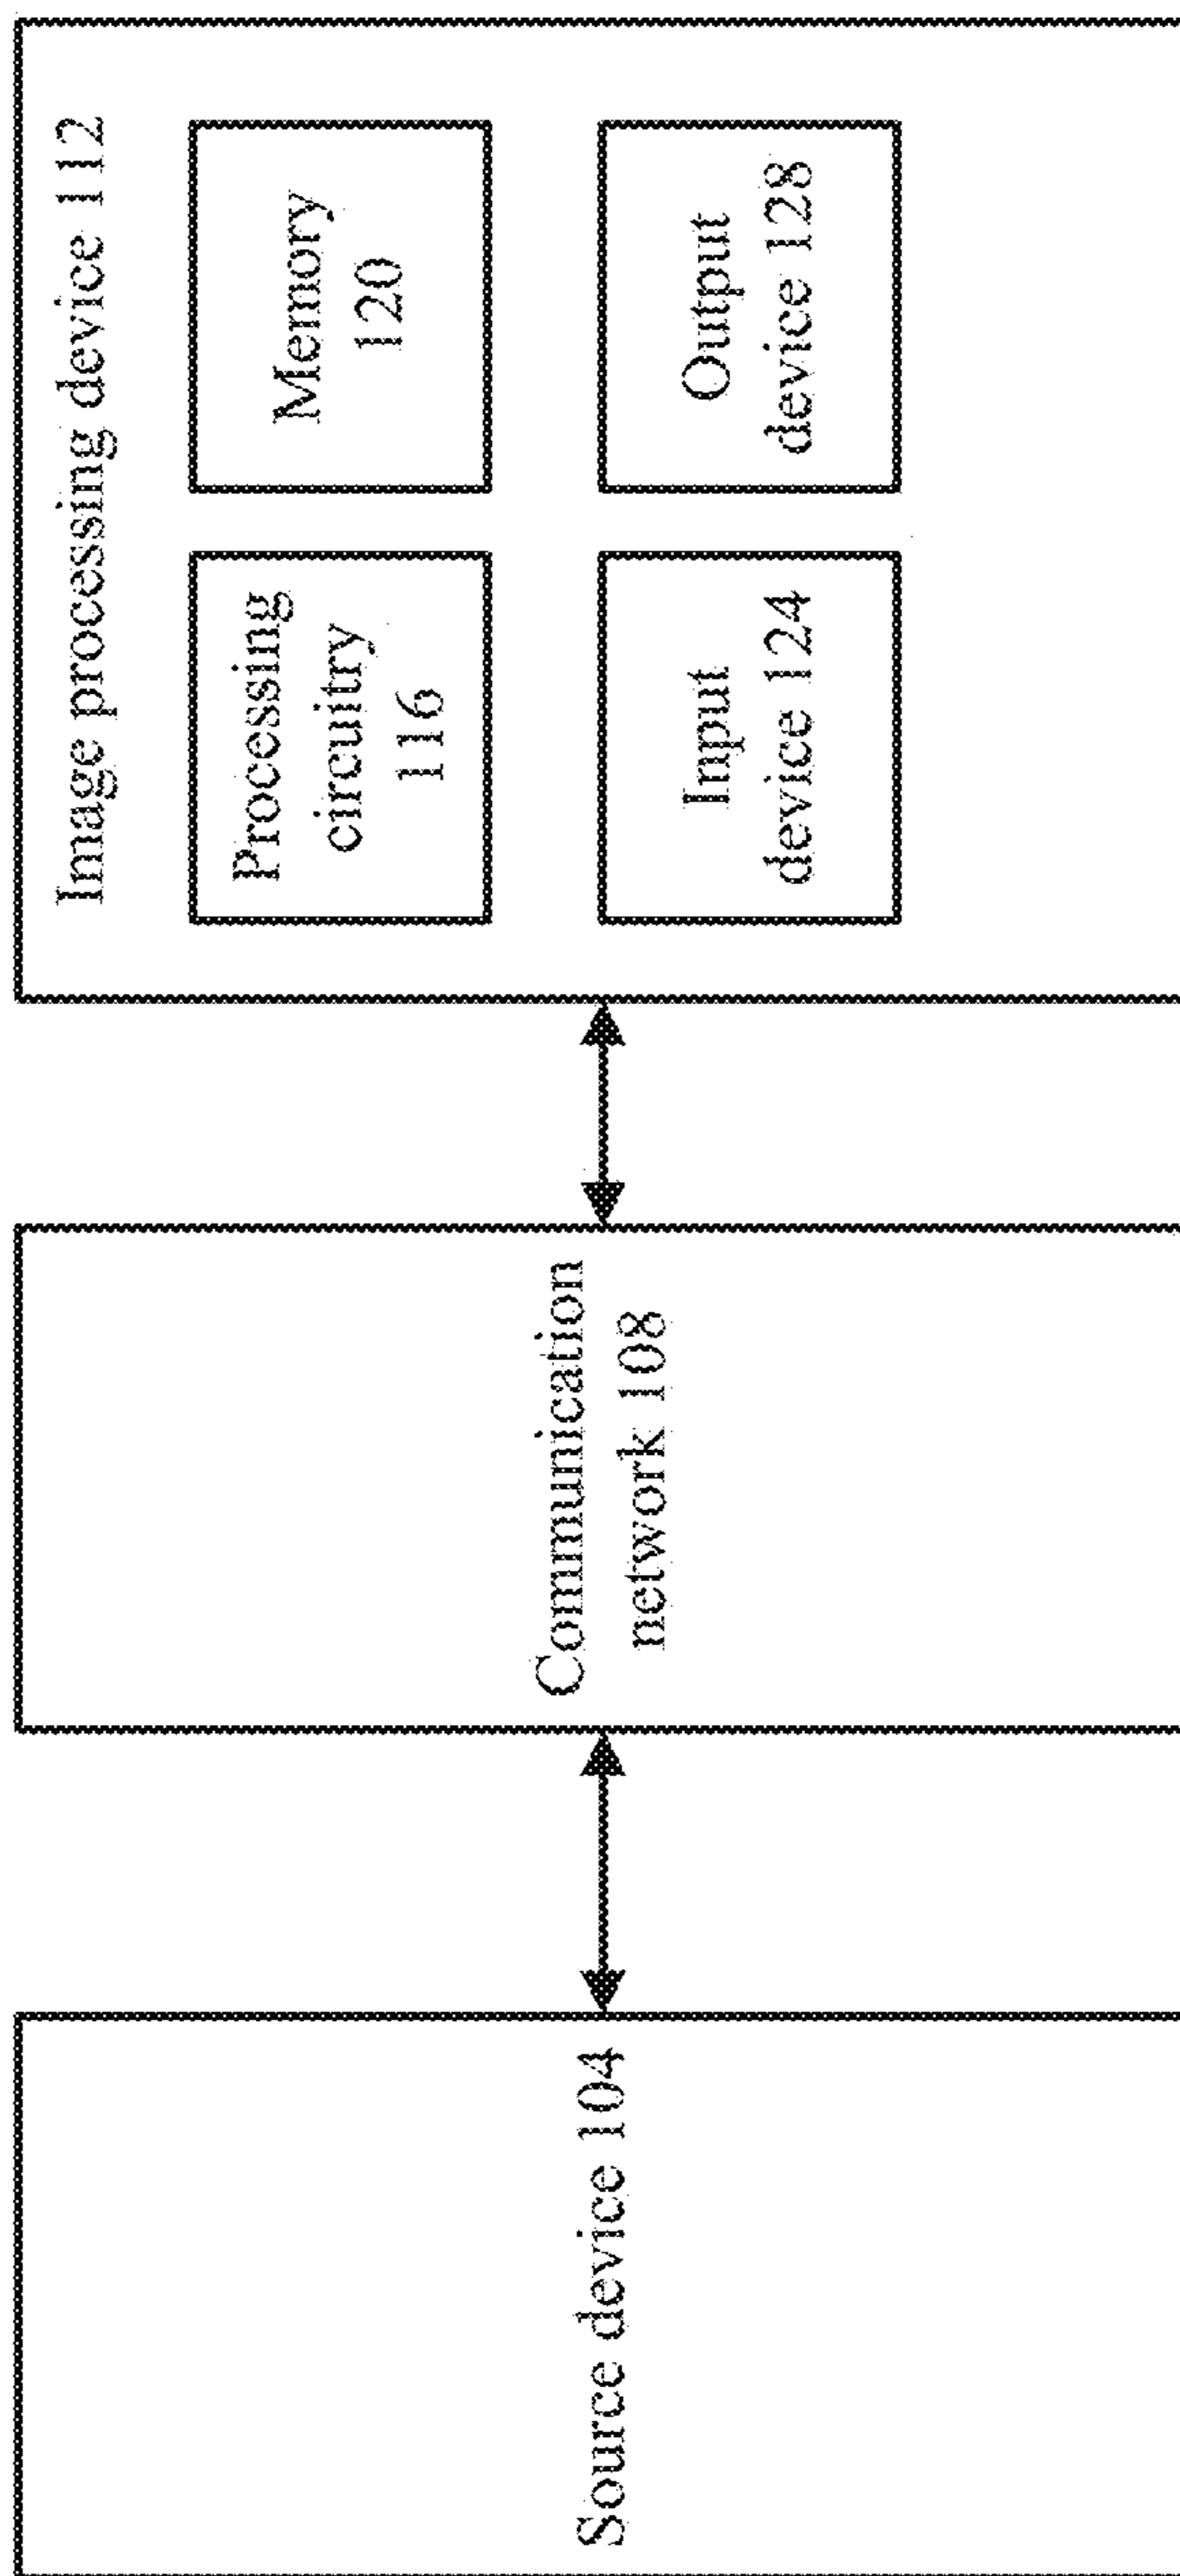 Source device 104
Communication
network 108
Image processing device 112
Processing
circuitry
116
Memory
120
Input
device 124
Output
device 128